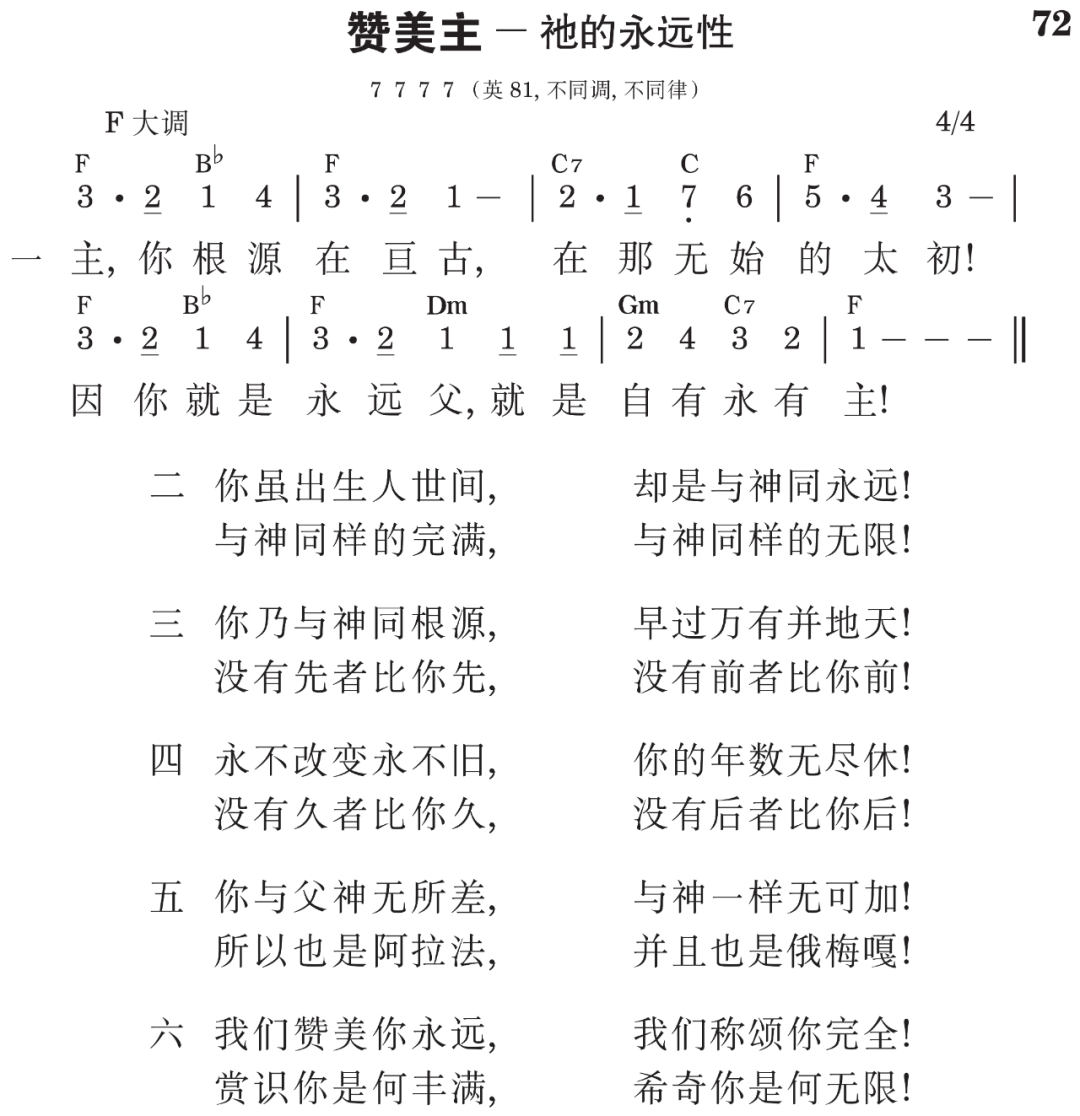 赞美主 — 祂的永远性 72
7 7 7 7（英 81, 不同调, 不同律）
F 大调 4/4
F B♭ F C7 C F
3 · 2 1 4 | 3 · 2 1 — | 2 · 1 7 6 | 5 · 4 3 — |
一 主, 你根源在亘古, 在那无始的太初!
F B♭ F Dm Gm C7 F
3 · 2 1 4 | 3 · 2 1 1 1 | 2 4 3 2 | 1 — — — ‖
因你就是永远父, 就是自有永有主!
二 你虽出生人世间, 却是与神同永远!
与神同样的完满, 与神同样的无限!
三 你乃与神同根源, 早过万有并地天!
没有先者比你先, 没有前者比你前!
四 永不改变永不旧, 你的年数无尽休!
没有久者比你久, 没有后者比你后!
五 你与父神无所差, 与神一样无可加!
所以也是阿拉法, 并且也是俄梅嘎!
六 我们赞美你永远, 我们称颂你完全!
赏识你是何丰满, 希奇你是何无限!